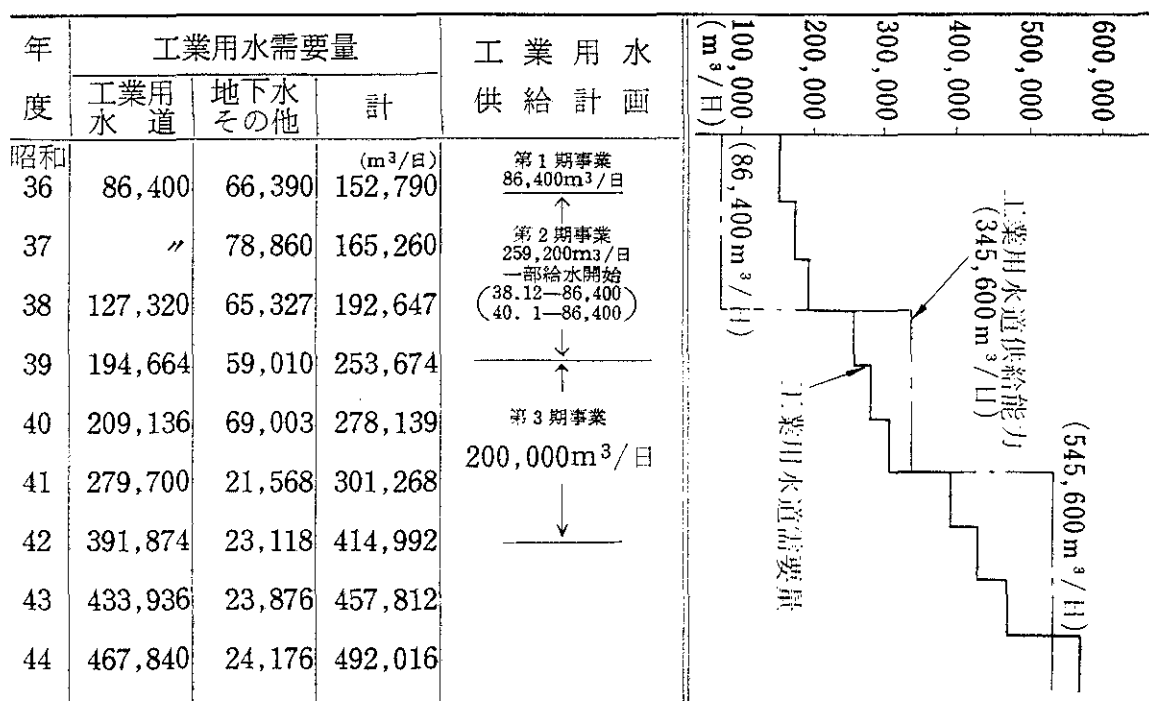 年度 工業用水需要量 工業用水供給計画
工業用水道 地下水その他 計
昭和 (m³/日)
36 86,400 66,390 152,790
37 〃 78,860 165,260
38 127,320 65,327 192,647
39 194,664 59,010 253,674
40 209,136 69,003 278,139
41 279,700 21,568 301,268
42 391,874 23,118 414,992
43 433,936 23,876 457,812
44 467,840 24,176 492,016
第1期事業
86,400m³/日
第2期事業
259,200m3/日
一部給水開始
(38.12—86,400
40. 1—86,400)
第3期事業
200,000m³/日
100,000 (m³/日)
200,000
300,000
400,000
500,000
600,000
(86,400m³/日)
工業用水道供給能力
(345,600m³/日)
工業用水道需要量
(545,600m³/日)